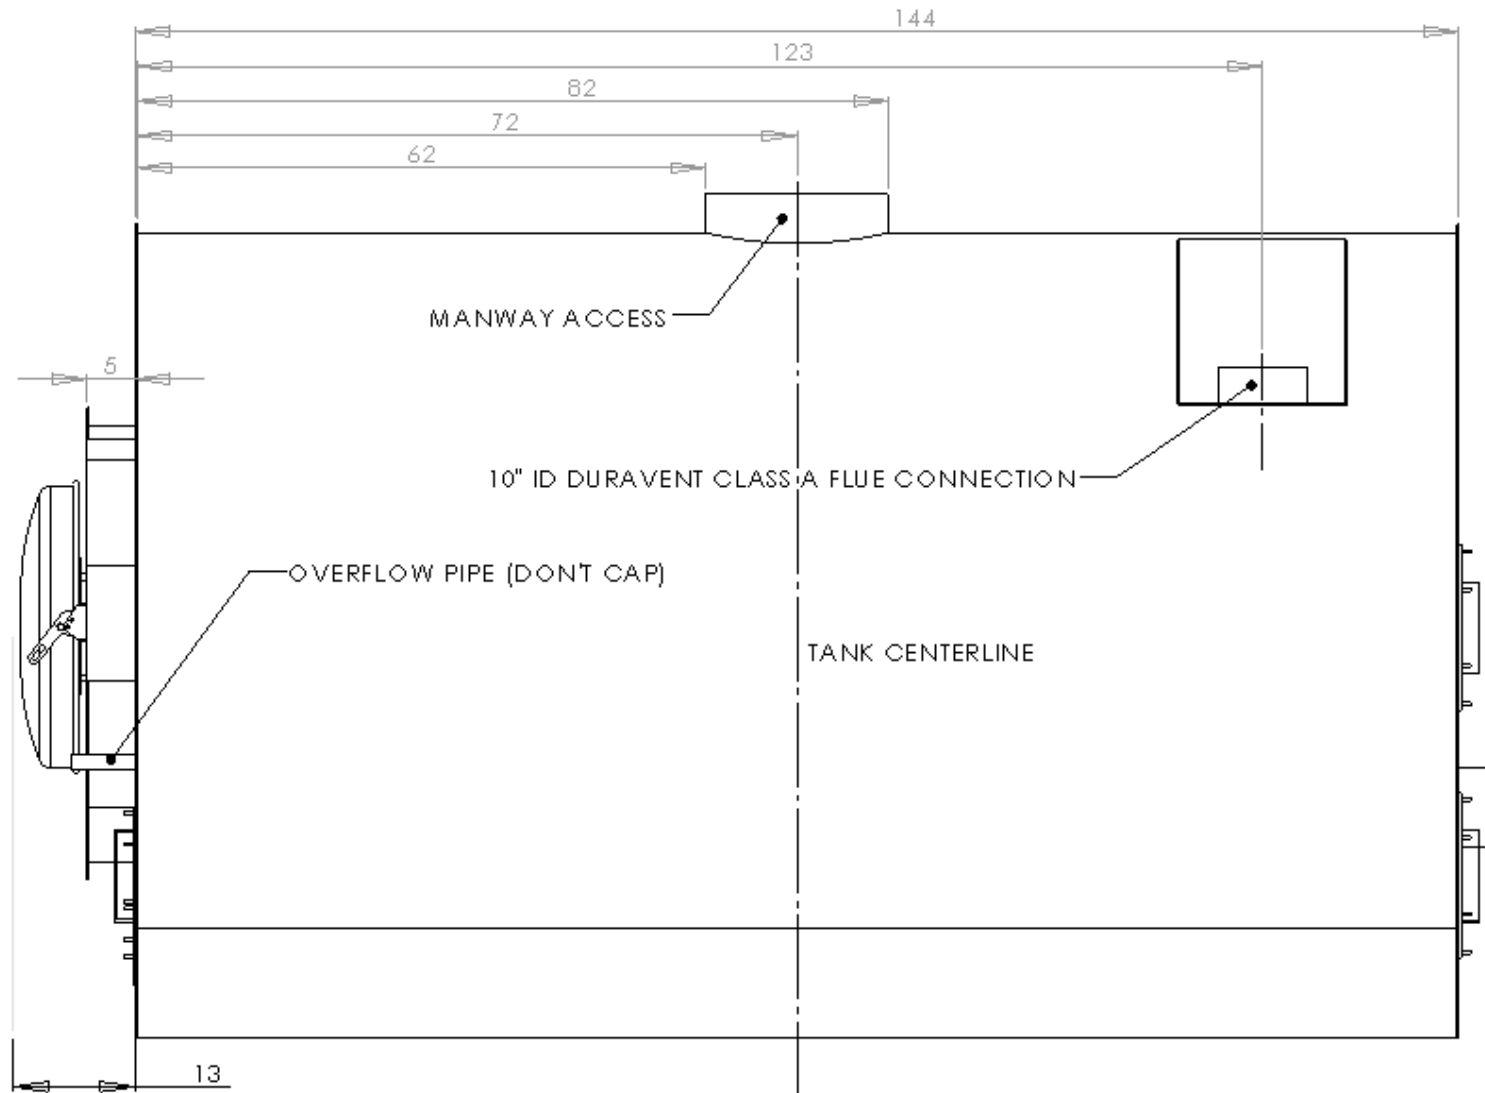 144
123
82
72
62
MANWAY ACCESS
5
10" ID DURAVENT CLASS A FLUE CONNECTION
OVERFLOW PIPE (DON'T CAP)
TANK CENTERLINE
13